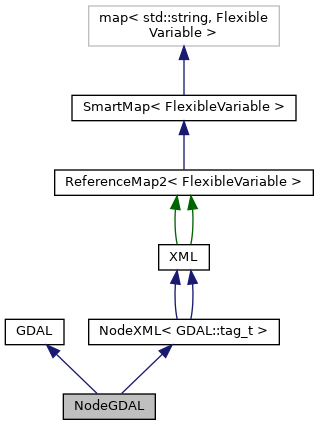 map< std::string, Flexible
Variable >
SmartMap< FlexibleVariable >
ReferenceMap2< FlexibleVariable >
XML
GDAL
NodeXML< GDAL::tag_t >
NodeGDAL